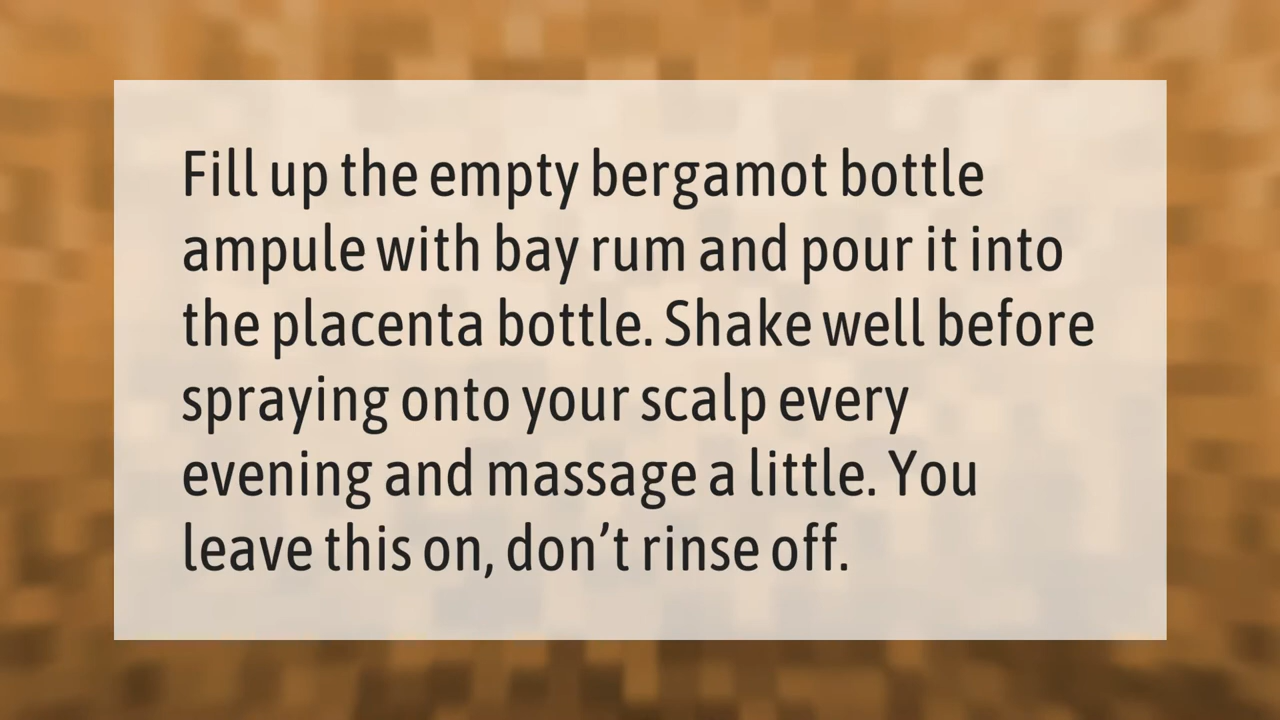 Fill up the empty bergamot bottle
ampule with bay rum and pour it into
the placenta bottle. Shake well before
spraying onto your scalp every
evening and massage a little. You
leave this on, don’t rinse off.